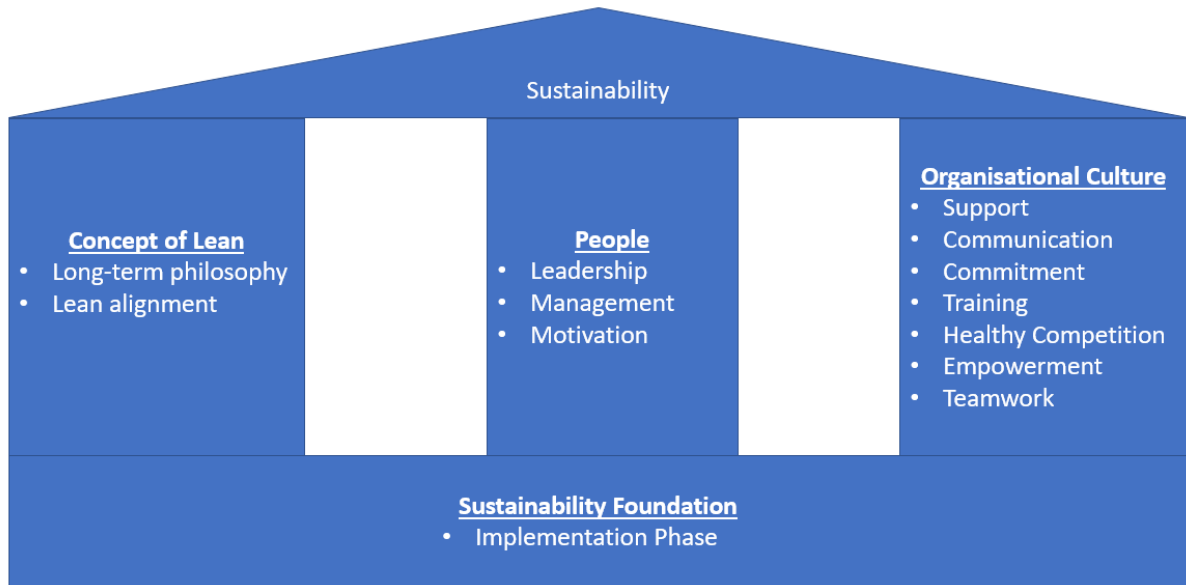 Sustainability
Concept of Lean
• Long-term philosophy
• Lean alignment
People
• Leadership
• Management
• Motivation
Organisational Culture
• Support
• Communication
• Commitment
• Training
• Healthy Competition
• Empowerment
• Teamwork
Sustainability Foundation
• Implementation Phase